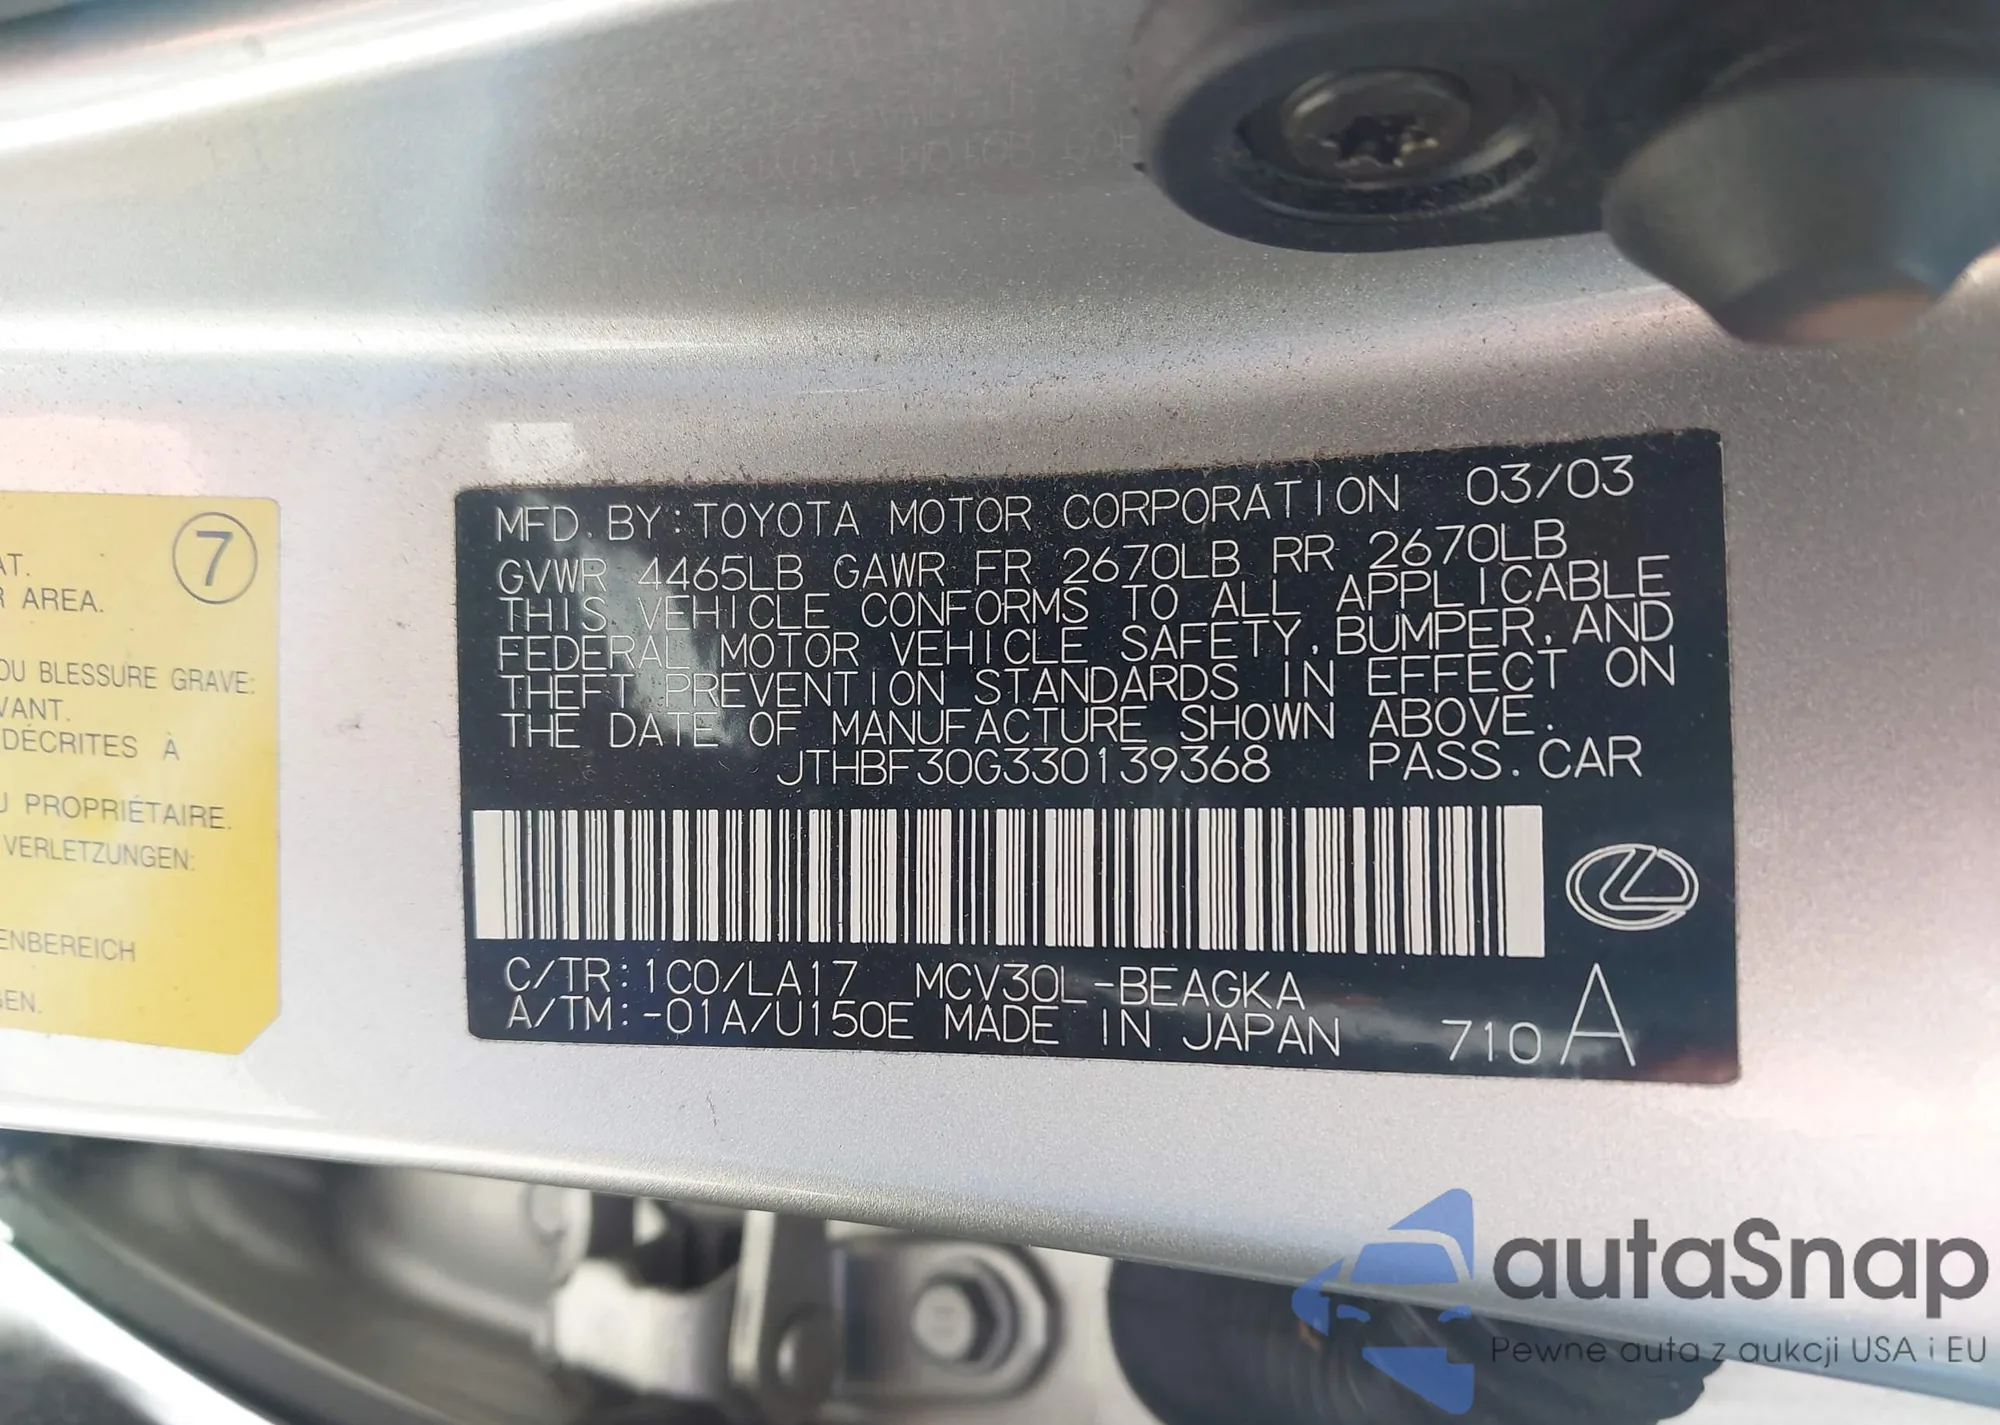 7
AT.
R AREA.
OU BLESSURE GRAVE:
VANT.
DÉCRITES À
U PROPRIÉTAIRE.
VERLETZUNGEN:
ENBEREICH
GEN.
MFD. BY: TOYOTA MOTOR CORPORATION 03/03
GVWR 4465LB GAWR FR 2670LB RR 2670LB
THIS VEHICLE CONFORMS TO ALL APPLICABLE
FEDERAL MOTOR VEHICLE SAFETY, BUMPER, AND
THEFT PREVENTION STANDARDS IN EFFECT ON
THE DATE OF MANUFACTURE SHOWN ABOVE.
JTHBF30G330139368 PASS. CAR
C/TR: 1C0/LA17 MCV30L-BEAGKA
A/TM: -01A/U150E MADE IN JAPAN 710 A
autaSnap
Pewne auta z aukcji USA i EU